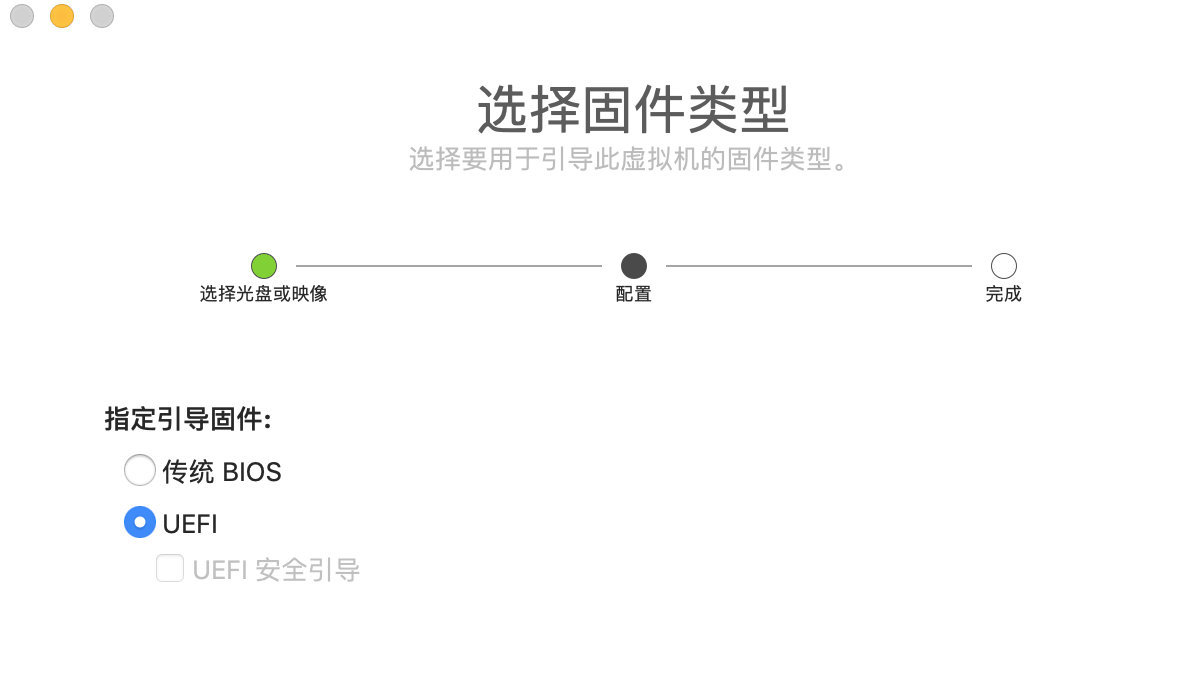 选择固件类型
选择要用于引导此虚拟机的固件类型。
选择光盘或映像
配置
完成
指定引导固件:
传统 BIOS
UEFI
UEFI 安全引导